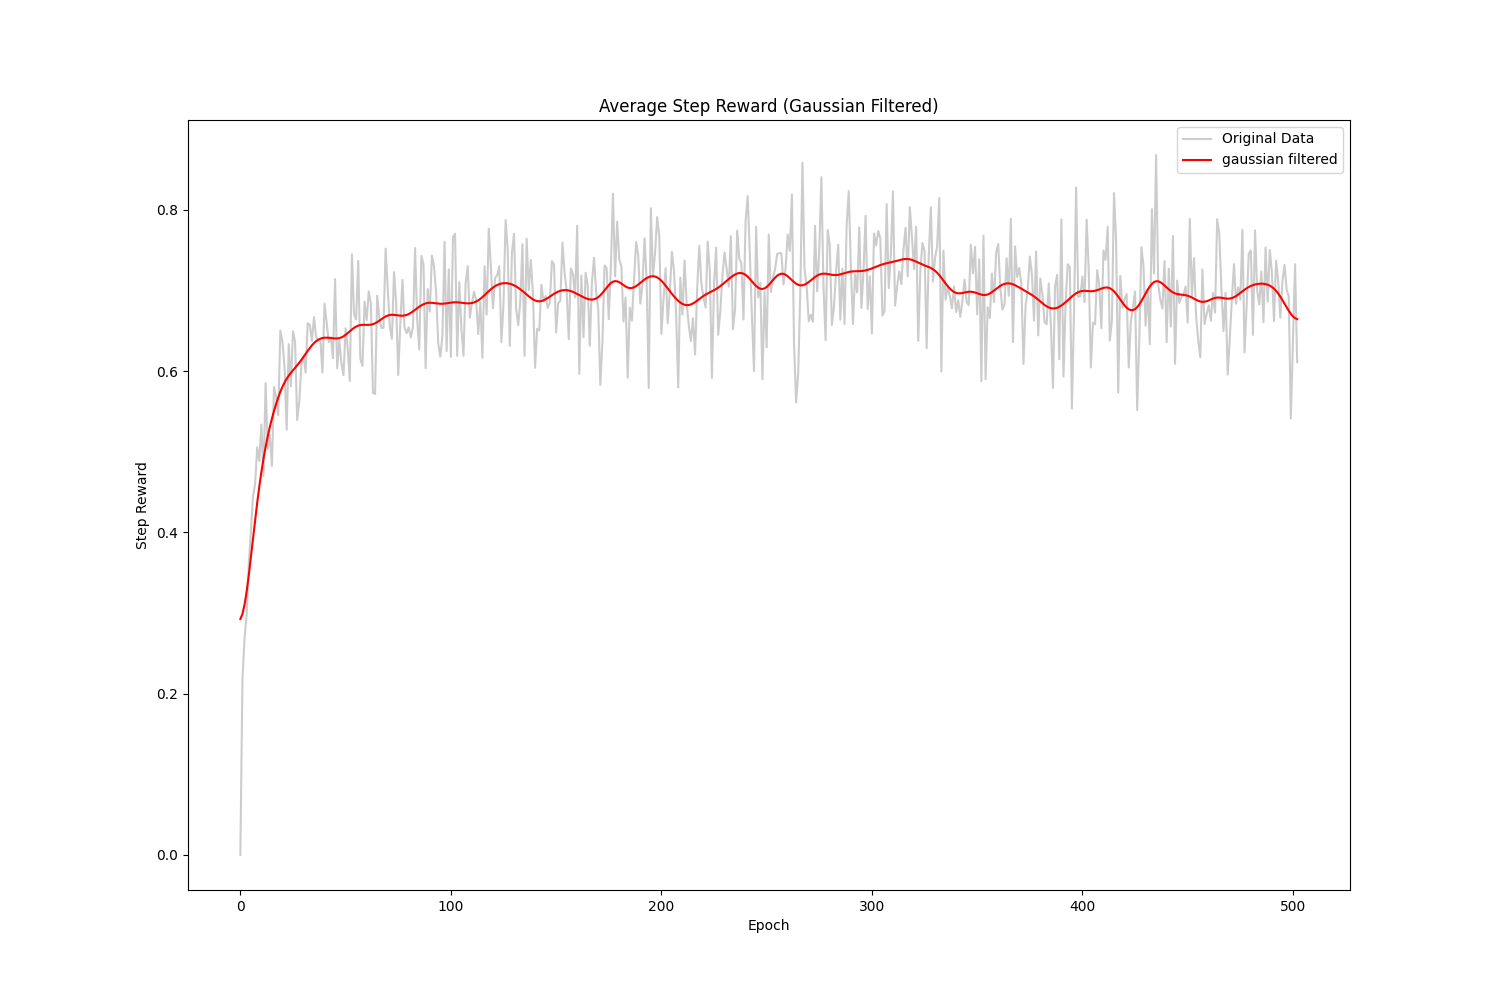 Average Step Reward (Gaussian Filtered)
Original Data
gaussian filtered
0.8
0.6
0.4
0.2
0.0
Step Reward
0 100 200 300 400 500
Epoch